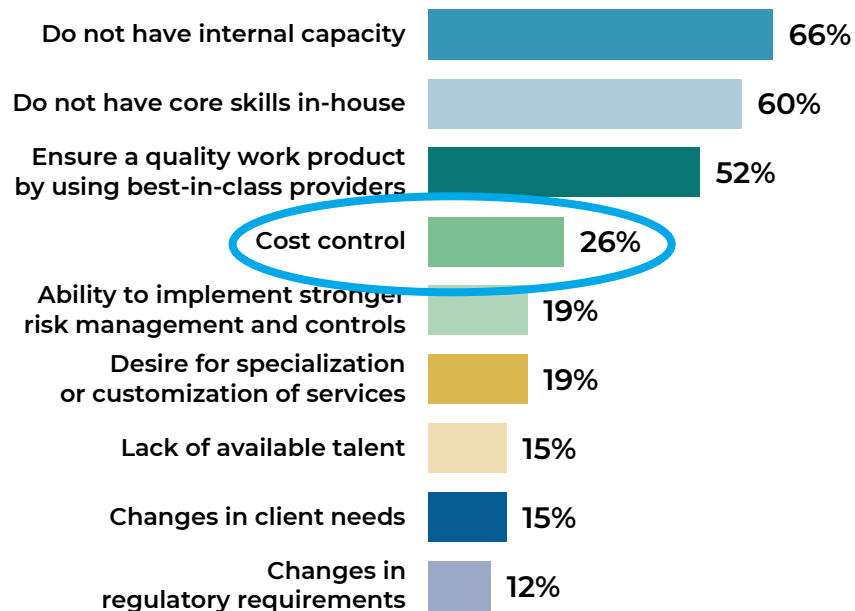 Do not have internal capacity 66%
Do not have core skills in-house 60%
Ensure a quality work product
by using best-in-class providers 52%
Cost control 26%
Ability to implement stronger
risk management and controls 19%
Desire for specialization
or customization of services 19%
Lack of available talent 15%
Changes in client needs 15%
Changes in
regulatory requirements 12%